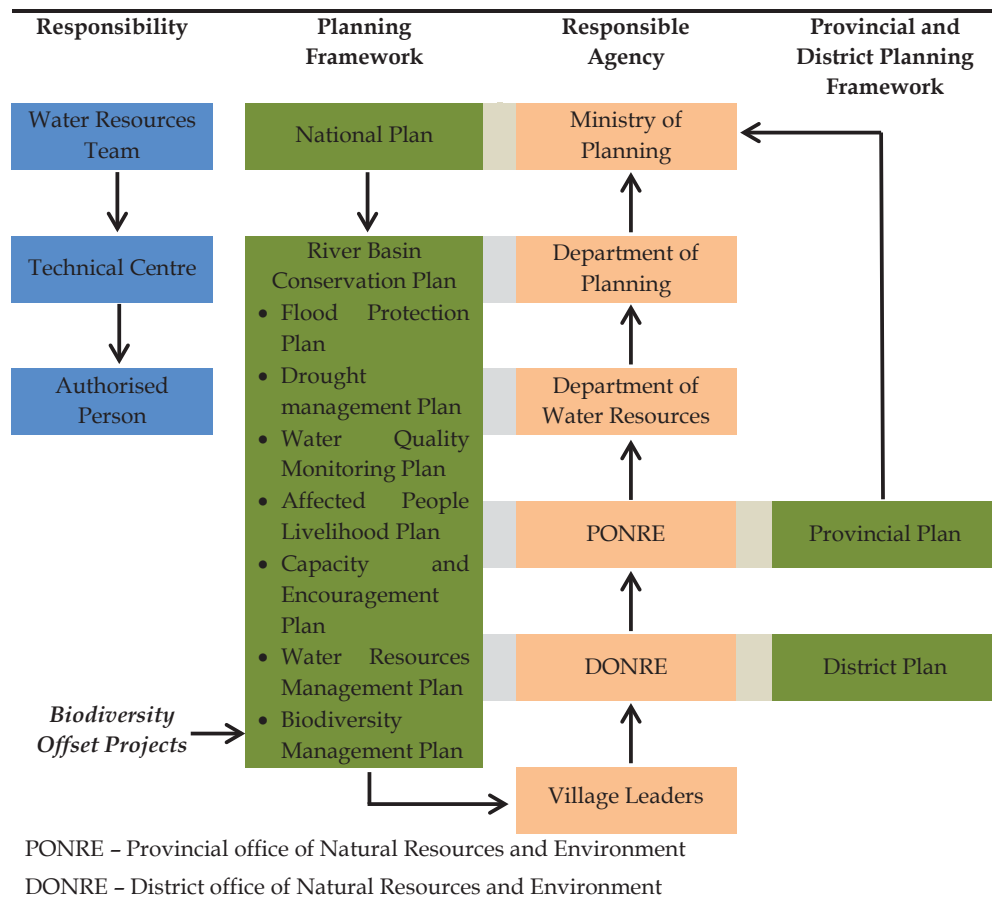 Responsibility
Planning
Framework
Responsible
Agency
Provincial and
District Planning
Framework
Water Resources
Team
National Plan
Ministry of
Planning
Technical Centre
River Basin
Conservation Plan
• Flood Protection
Plan
• Drought
management Plan
• Water Quality
Monitoring Plan
• Affected People
Livelihood Plan
• Capacity and
Encouragement
Plan
• Water Resources
Management Plan
• Biodiversity
Management Plan
Department of
Planning
Authorised
Person
Department of
Water Resources
PONRE
Provincial Plan
DONRE
District Plan
Biodiversity
Offset Projects
Village Leaders
PONRE – Provincial office of Natural Resources and Environment
DONRE – District office of Natural Resources and Environment